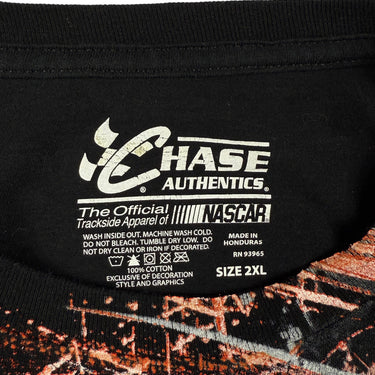 CHASE
AUTHENTICS®
The Official
Trackside Apparel of NASCAR
WASH INSIDE OUT. MACHINE WASH COLD.
DO NOT BLEACH. TUMBLE DRY LOW. DO
NOT DRY CLEAN OR IRON IF DECORATED.
100% COTTON
EXCLUSIVE OF DECORATION
STYLE AND GRAPHICS
MADE IN
HONDURAS
RN 93965
SIZE 2XL